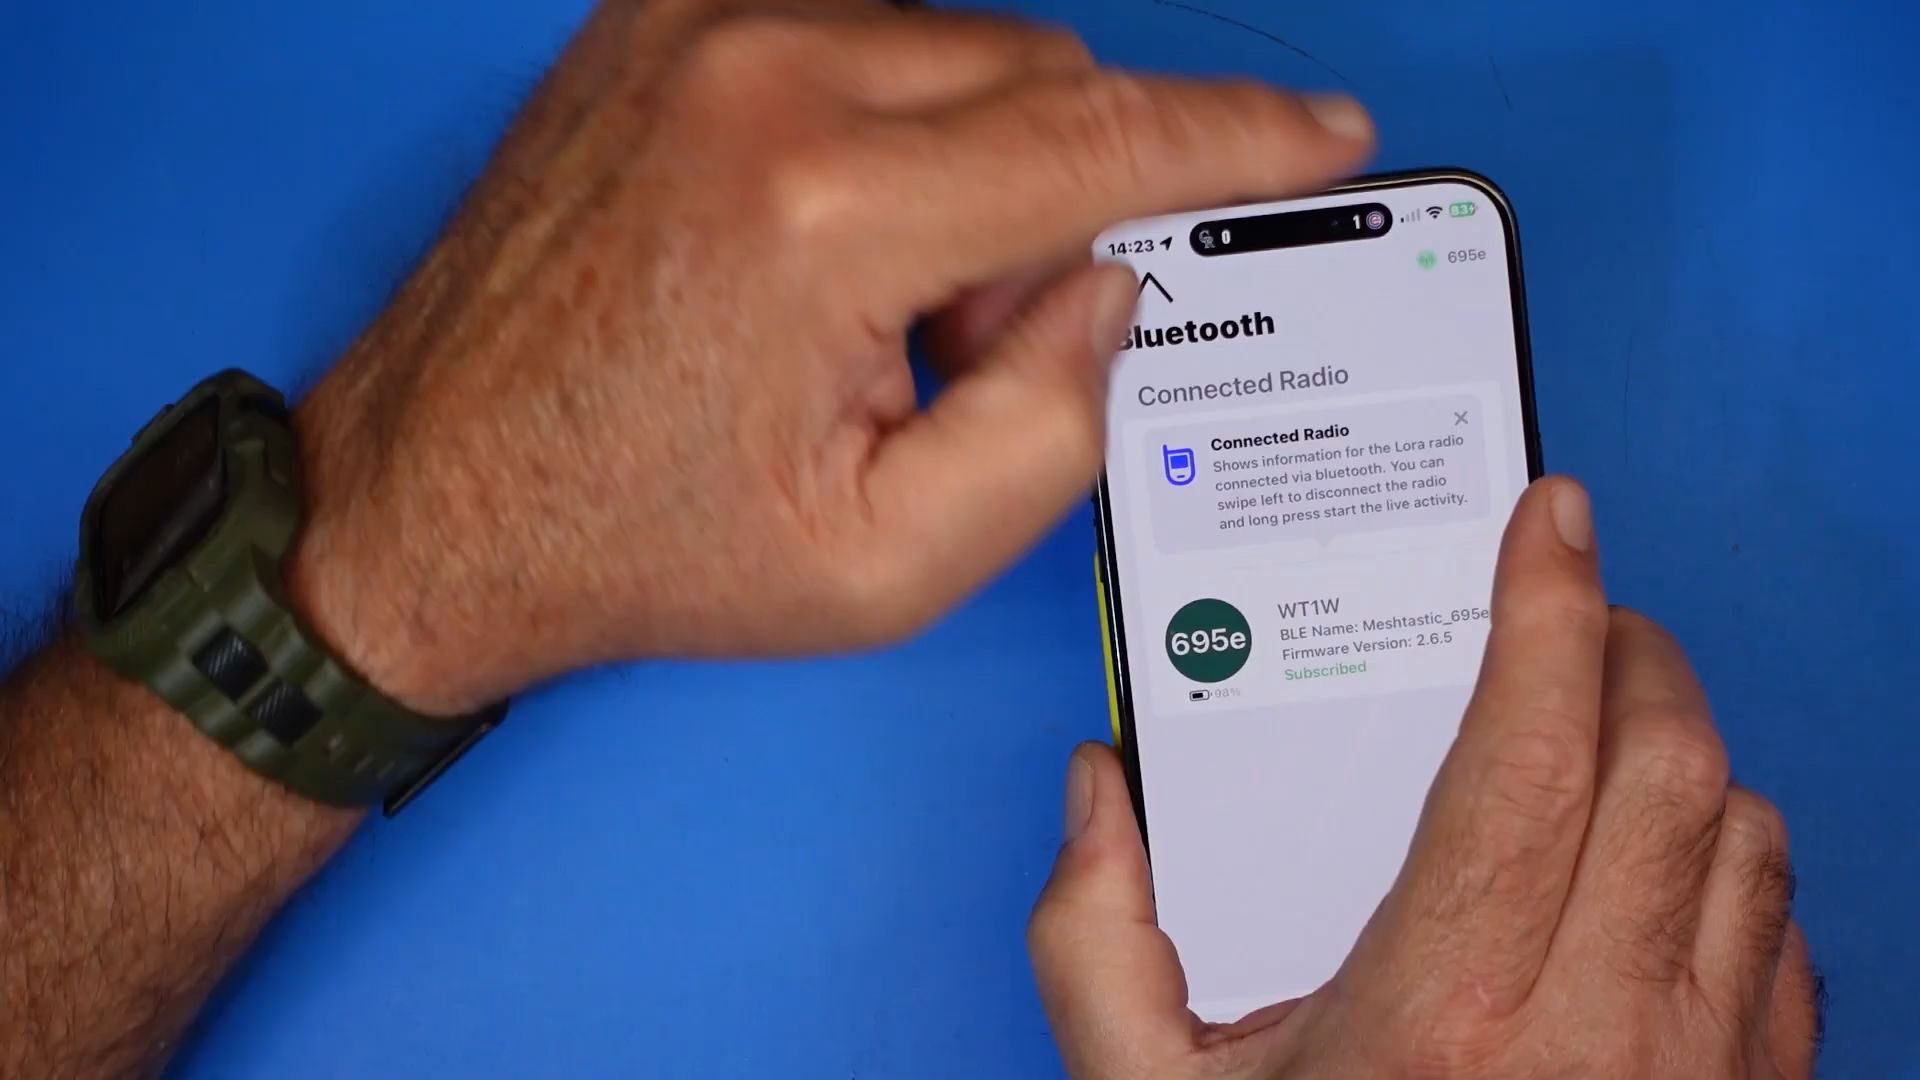 14:23
0
1
83
695e
Bluetooth
Connected Radio
Connected Radio
Shows information for the Lora radio
connected via bluetooth. You can
swipe left to disconnect the radio
and long press start the live activity.
695e
98%
WT1W
BLE Name: Meshtastic_695e
Firmware Version: 2.6.5
Subscribed